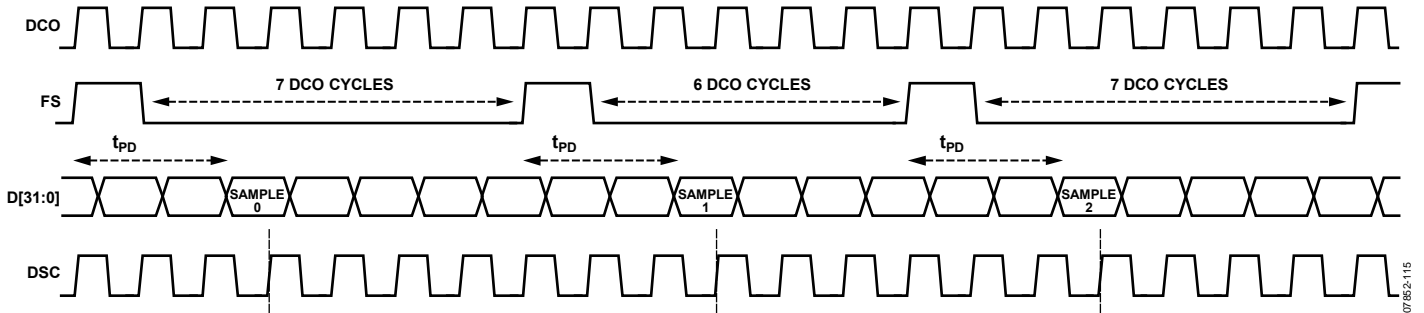 DCO
FS
7 DCO CYCLES
6 DCO CYCLES
7 DCO CYCLES
tPD
tPD
tPD
D[31:0]
SAMPLE
0
SAMPLE
1
SAMPLE
2
DSC
07852-115